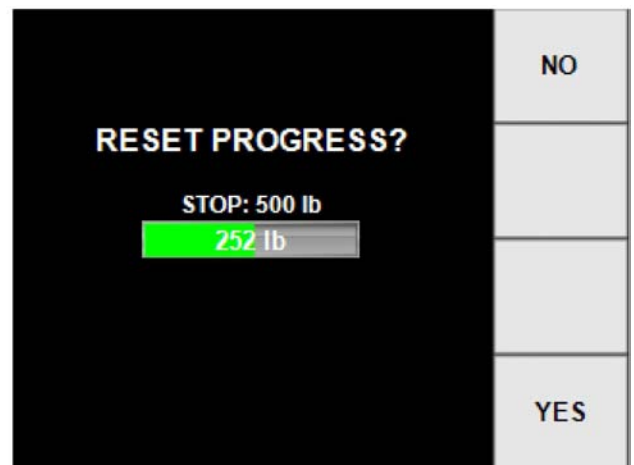 NO
RESET PROGRESS?
STOP: 500 lb
252 lb
YES